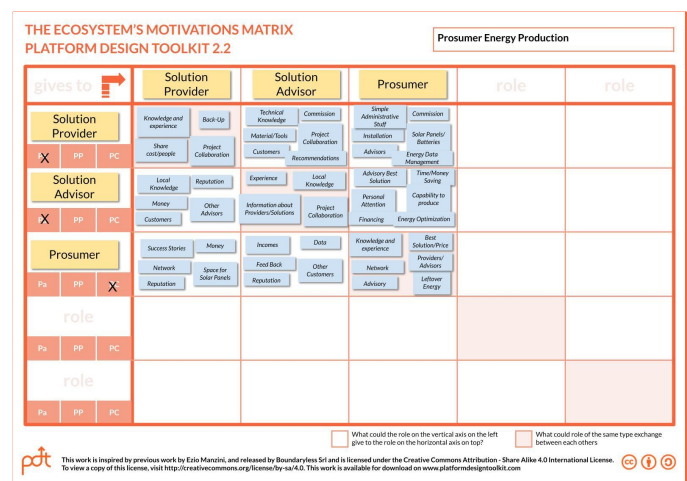 THE ECOSYSTEM'S MOTIVATIONS MATRIX
PLATFORM DESIGN TOOLKIT 2.2
Prosumer Energy Production
gives to
Solution
Provider
Solution
Advisor
Prosumer
role
role
Solution
Provider
PP
PC
Knowledge and
experience
Back-Up
Share
cost/people
Project
Collaboration
Technical
Knowledge
Commission
Material/Tools
Project
Collaboration
Customers
Recommendations
Simple
Administrative
Stuff
Commission
Installation
Solar Panels/
Batteries
Advisors
Energy Data
Management
Solution
Advisor
PP
PC
Local
Knowledge
Reputation
Money
Other
Advisors
Customers
Experience
Local
Knowledge
Information about
Providers/Solutions
Project
Collaboration
Advisory Best
Solution
Time/Money
Saving
Personal
Attention
Capability to
produce
Financing
Energy Optimization
Prosumer
Pa
PP
Success Stories
Money
Network
Space for
Solar Panels
Reputation
Incomes
Data
Feed Back
Other
Customers
Reputation
Knowledge and
experience
Best
Solution/Price
Network
Providers/
Advisors
Advisory
Leftover
Energy
role
Pa
PP
PC
role
Pa
PP
PC
What could the role on the vertical axis on the left
give to the role on the horizontal axis on top?
What could role of the same type exchange
between each others
pdt
This work is inspired by previous work by Ezio Manzini, and released by Boundaryless Srl and is licensed under the Creative Commons Attribution - Share Alike 4.0 International License.
To view a copy of this license, visit http://creativecommons.org/license/by-sa/4.0. This work is available for download on www.platformdesigntoolkit.com
cc